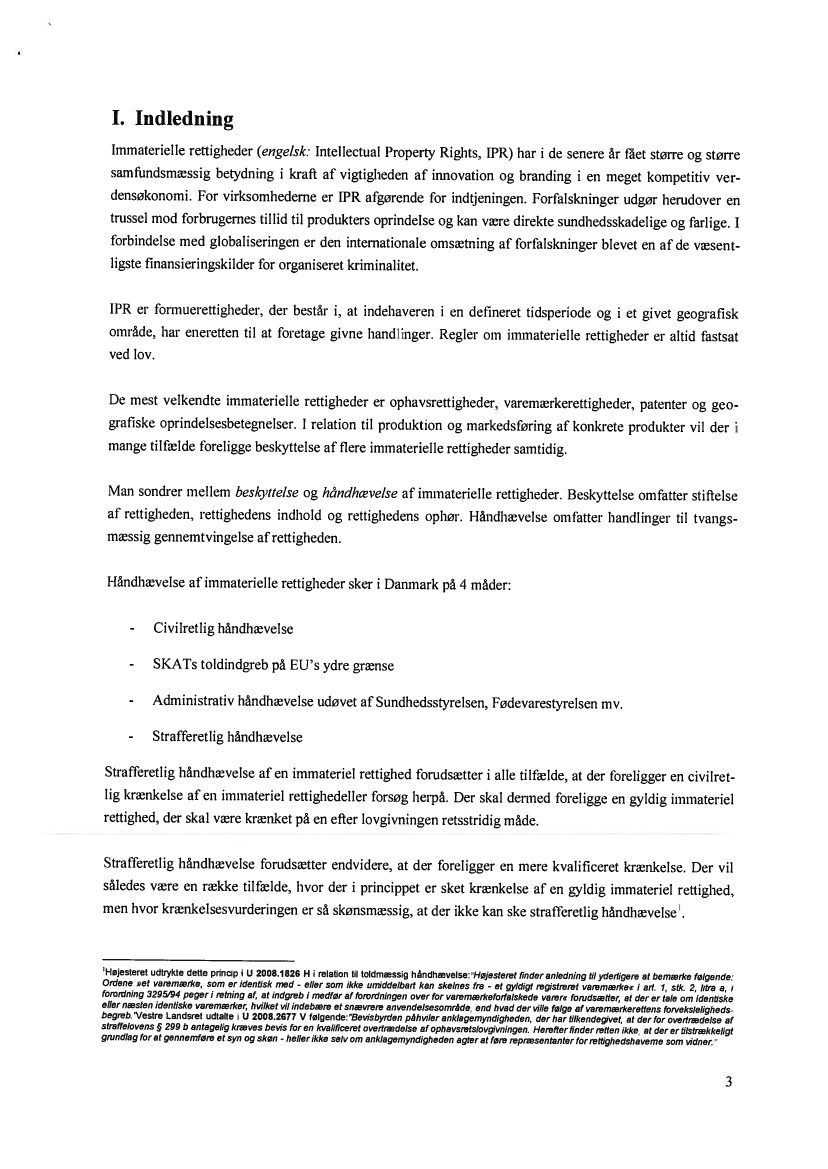 I. Indledning
Immaterielle rettigheder (engelsk: Intellectual Property Rights, IPR) har i de senere år fået større og større
samfundsmæssig betydning i kraft af vigtigheden af innovation og branding i en meget kompetitiv ver-
densøkonomi. For virksomhederne er IPR afgørende for indtjeningen. Forfalskninger udgør herudover en
trussel mod forbrugernes tillid til produkters oprindelse og kan være direkte sundhedsskadelige og farlige. I
forbindelse med globaliseringen er den internationale omsætning af forfalskninger blevet en af de væsent-
ligste finansieringskilder for organiseret kriminalitet.
IPR er formuerettigheder, der består i, at indehaveren i en defineret tidsperiode og i et givet geografisk
område, har eneretten til at foretage givne handlinger. Regler om immaterielle rettigheder er altid fastsat
ved lov.
De mest velkendte immaterielle rettigheder er ophavsrettigheder, varemærkerettigheder, patenter og geo-
grafiske oprindelsesbetegnelser. I relation til produktion og markedsføring af konkrete produkter vil der i
mange tilfælde foreligge beskyttelse af flere immaterielle rettigheder samtidig.
Man sondrer mellem beskyttelse og håndhævelse af immaterielle rettigheder. Beskyttelse omfatter stiftelse
af rettigheden, rettighedens indhold og rettighedens ophør. Håndhævelse omfatter handlinger til tvangs-
mæssig gennemtvingelse af rettigheden.
Håndhævelse af immaterielle rettigheder sker i Danmark på 4 måder:
- Civilretlig håndhævelse
- SKATs toldindgreb på EU's ydre grænse
- Administrativ håndhævelse udøvet af Sundhedsstyrelsen, Fødevarestyrelsen mv.
- Strafferetlig håndhævelse
Strafferetlig håndhævelse af en immateriel rettighed forudsætter i alle tilfælde, at der foreligger en civilret-
lig krænkelse af en immateriel rettighedeller forsøg herpå. Der skal dermed foreligge en gyldig immateriel
rettighed, der skal være krænket på en efter lovgivningen retsstridig måde.
Strafferetlig håndhævelse forudsætter endvidere, at der foreligger en mere kvalificeret krænkelse. Der vil
således være en række tilfælde, hvor der i princippet er sket krænkelse af en gyldig immateriel rettighed,
men hvor krænkelsesvurderingen er så skønsmæssig, at der ikke kan ske strafferetlig håndhævelse¹.
¹Højesteret udtrykte dette princip i U 2008.1826 H i relation til toldmæssig håndhævelse:"Højesteret finder anledning til yderligere at bemærke følgende:
Ordene »et varemærke, som er identisk med - eller som ikke umiddelbart kan skelnes fra - et gyldigt registreret varemærke« i art. 1, stk. 2, litra a, i
forordning 3295/94 peger i retning af, at indgreb i medfør af forordningen over for varemærkeforfalskede varer« forudsætter, at der er tale om identiske
eller næsten identiske varemærker, hvilket vil indebære et snævrere anvendelsesområde, end hvad der ville følge af varemærkerettens forveksleligheds-
begreb."Vestre Landsret udtalte i U 2008.2677 V følgende:"Bevisbyrden påhviler anklagemyndigheden, der har tilkendegivet, at der for overtrædelse af
straffelovens § 299 b antagelig kræves bevis for en kvalificeret overtrædelse af ophavsretslovgivningen. Herefter finder retten ikke, at der er tilstrækkeligt
grundlag for at gennemføre et syn og skøn - heller ikke selv om anklagemyndigheden agter at føre repræsentanter for rettighedshaverne som vidner."
3